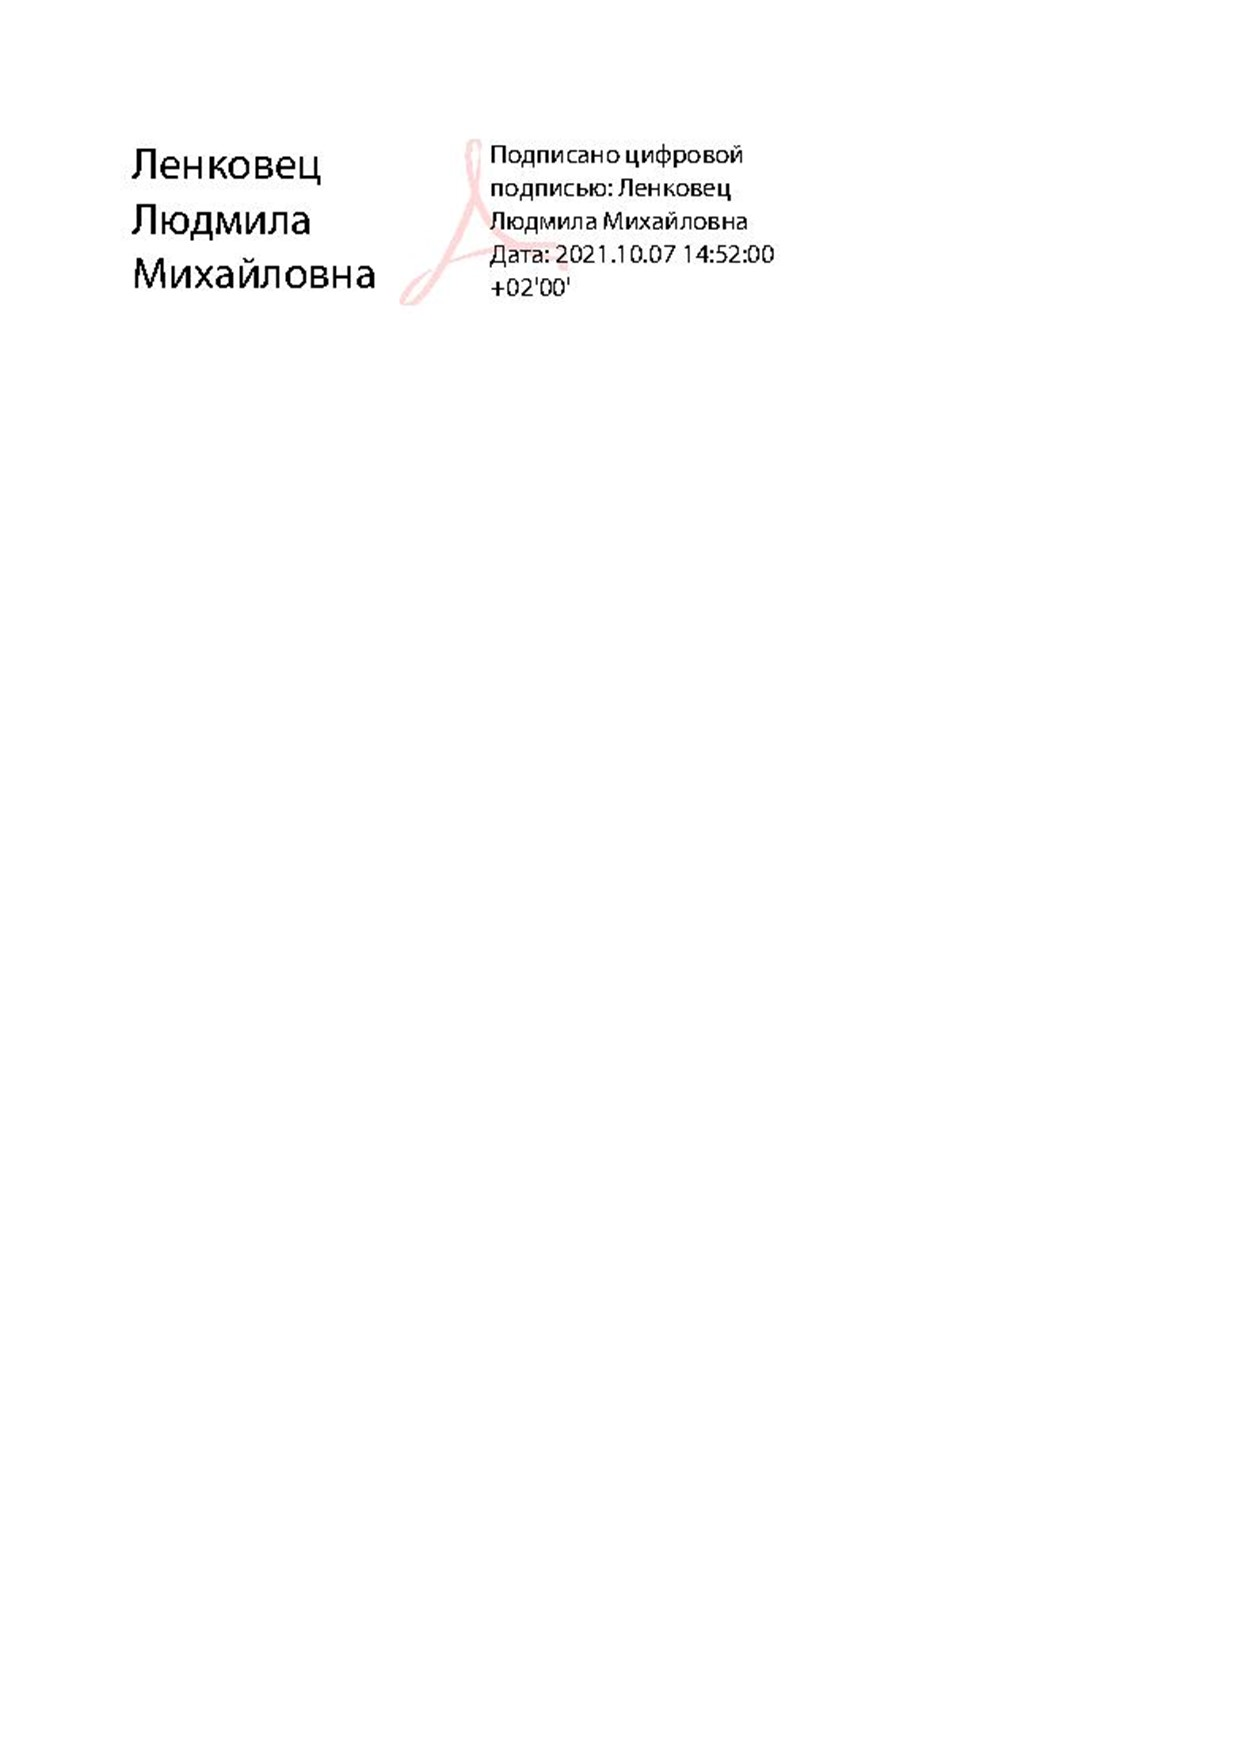 Ленковец
Людмила
Михайловна
Подписано цифровой
подписью: Ленковец
Людмила Михайловна
Дата: 2021.10.07 14:52:00
+02'00'